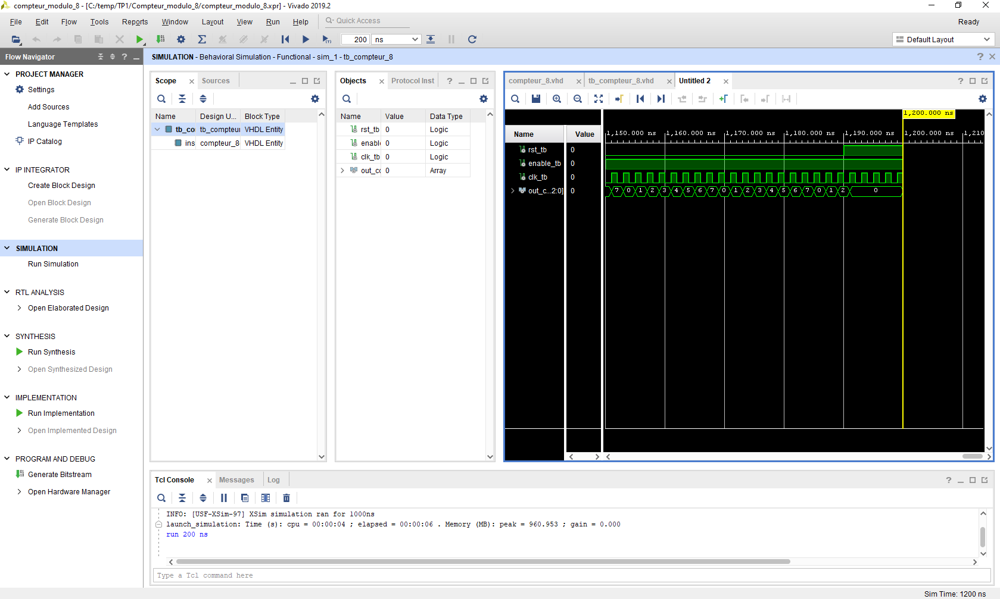 compteur_modulo_8 - [C:/temp/TP1/Compteur_modulo_8/compteur_modulo_8.xpr] - Vivado 2019.2
File Edit Flow Tools Reports Window Layout View Run Help Quick Access Ready
200 ns Default Layout
Flow Navigator
PROJECT MANAGER
Settings
Add Sources
Language Templates
IP Catalog
IP INTEGRATOR
Create Block Design
Open Block Design
Generate Block Design
SIMULATION
Run Simulation
RTL ANALYSIS
Open Elaborated Design
SYNTHESIS
Run Synthesis
Open Synthesized Design
IMPLEMENTATION
Run Implementation
Open Implemented Design
PROGRAM AND DEBUG
Generate Bitstream
Open Hardware Manager
SIMULATION - Behavioral Simulation - Functional - sim_1 - tb_compteur_8
Scope Sources
Name Design U... Block Type
tb_co tb_compteur VHDL Entity
ins compteur_8 VHDL Entity
Objects Protocol Inst
Name Value Data Type
rst_tb 0 Logic
enabl 0 Logic
clk_tb 0 Logic
out_cc 0 Array
compteur_8.vhd tb_compteur_8.vhd Untitled 2
1,200.000 ns
Name Value 1,150.000 ns 1,160.000 ns 1,170.000 ns 1,180.000 ns 1,190.000 ns 1,200.000 ns 1,210
rst_tb 0
enable_tb 0
clk_tb 0
out_c...2:0] 0 7 0 1 2 3 4 5 6 7 0 1 2 3 4 5 6 7 0 1 2 0
Tcl Console Messages Log
INFO: [USF-XSim-97] XSim simulation ran for 1000ns
launch_simulation: Time (s): cpu = 00:00:04 ; elapsed = 00:00:06 . Memory (MB): peak = 960.953 ; gain = 0.000
run 200 ns
Type a Tcl command here
Sim Time: 1200 ns